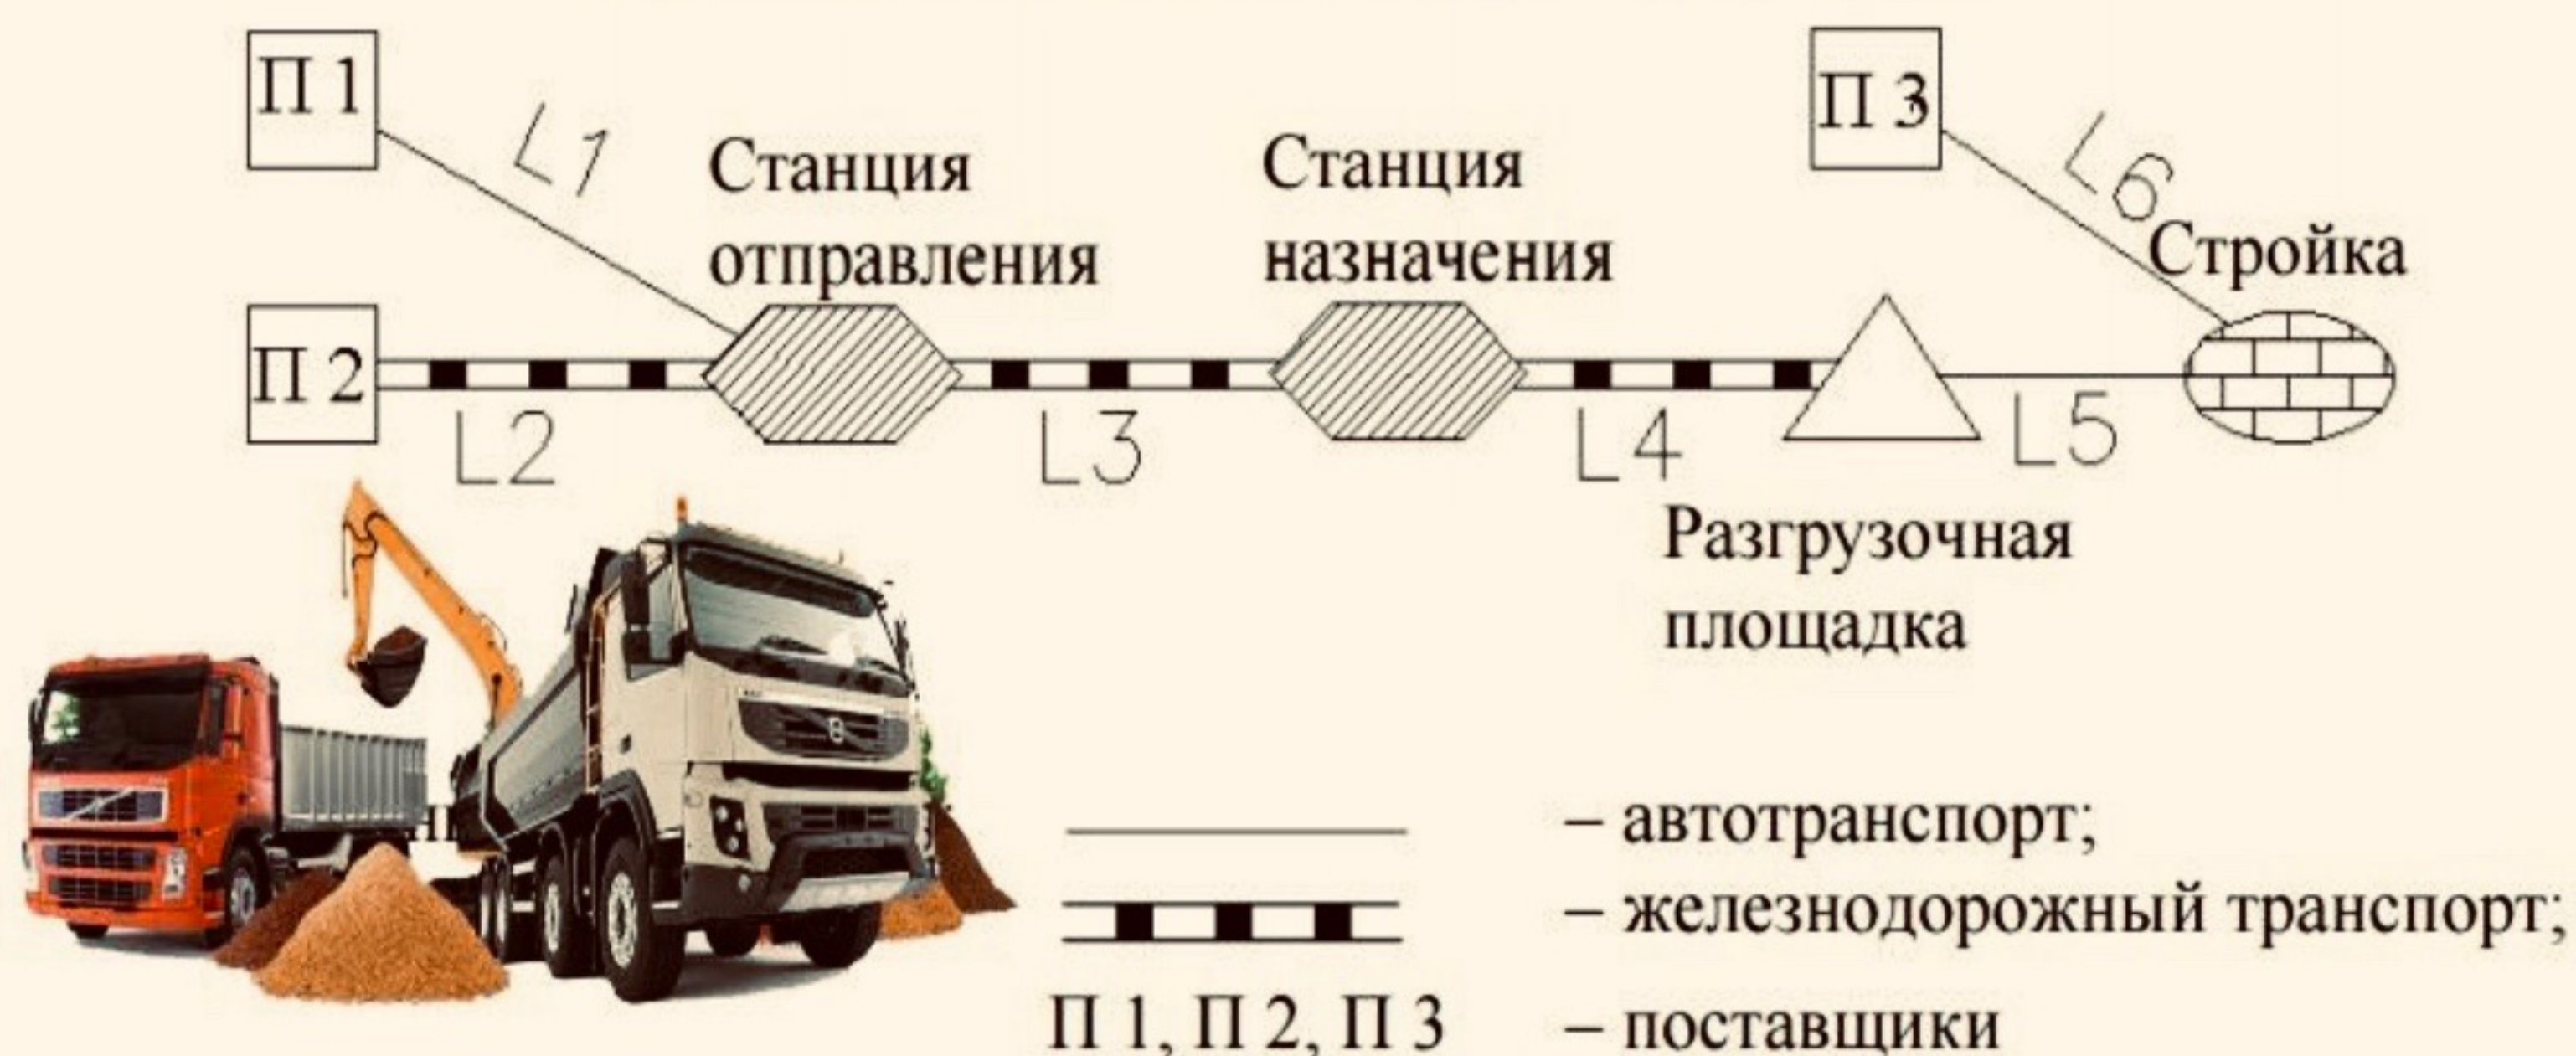 П 1
L1
Станция
отправления
Станция
назначения
П 3
L6
Стройка
П 2
L2
L3
L4
L5
Разгрузочная
площадка
– автотранспорт;
– железнодорожный транспорт;
П 1, П 2, П 3 – поставщики